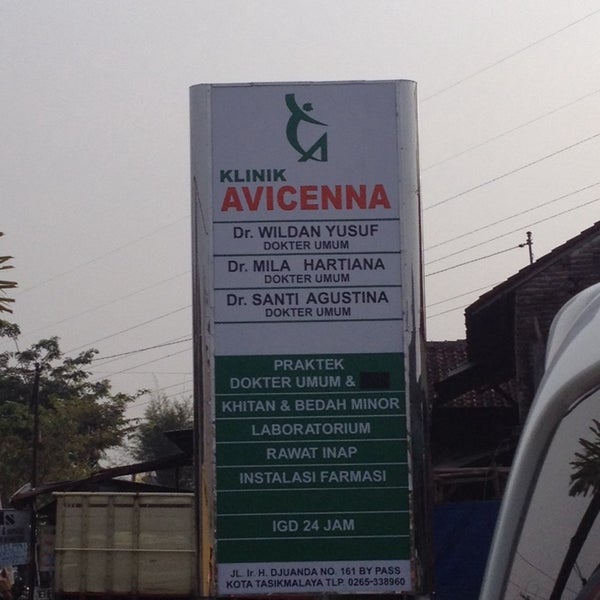 KLINIK
AVICENNA
Dr. WILDAN YUSUF
DOKTER UMUM
Dr. MILA HARTIANA
DOKTER UMUM
Dr. SANTI AGUSTINA
DOKTER UMUM
PRAKTEK
DOKTER UMUM &
KHITAN & BEDAH MINOR
LABORATORIUM
RAWAT INAP
INSTALASI FARMASI
IGD 24 JAM
JL. Ir. H. DJUANDA NO. 161 BY PASS
KOTA TASIKMALAYA TLP. 0265-338960